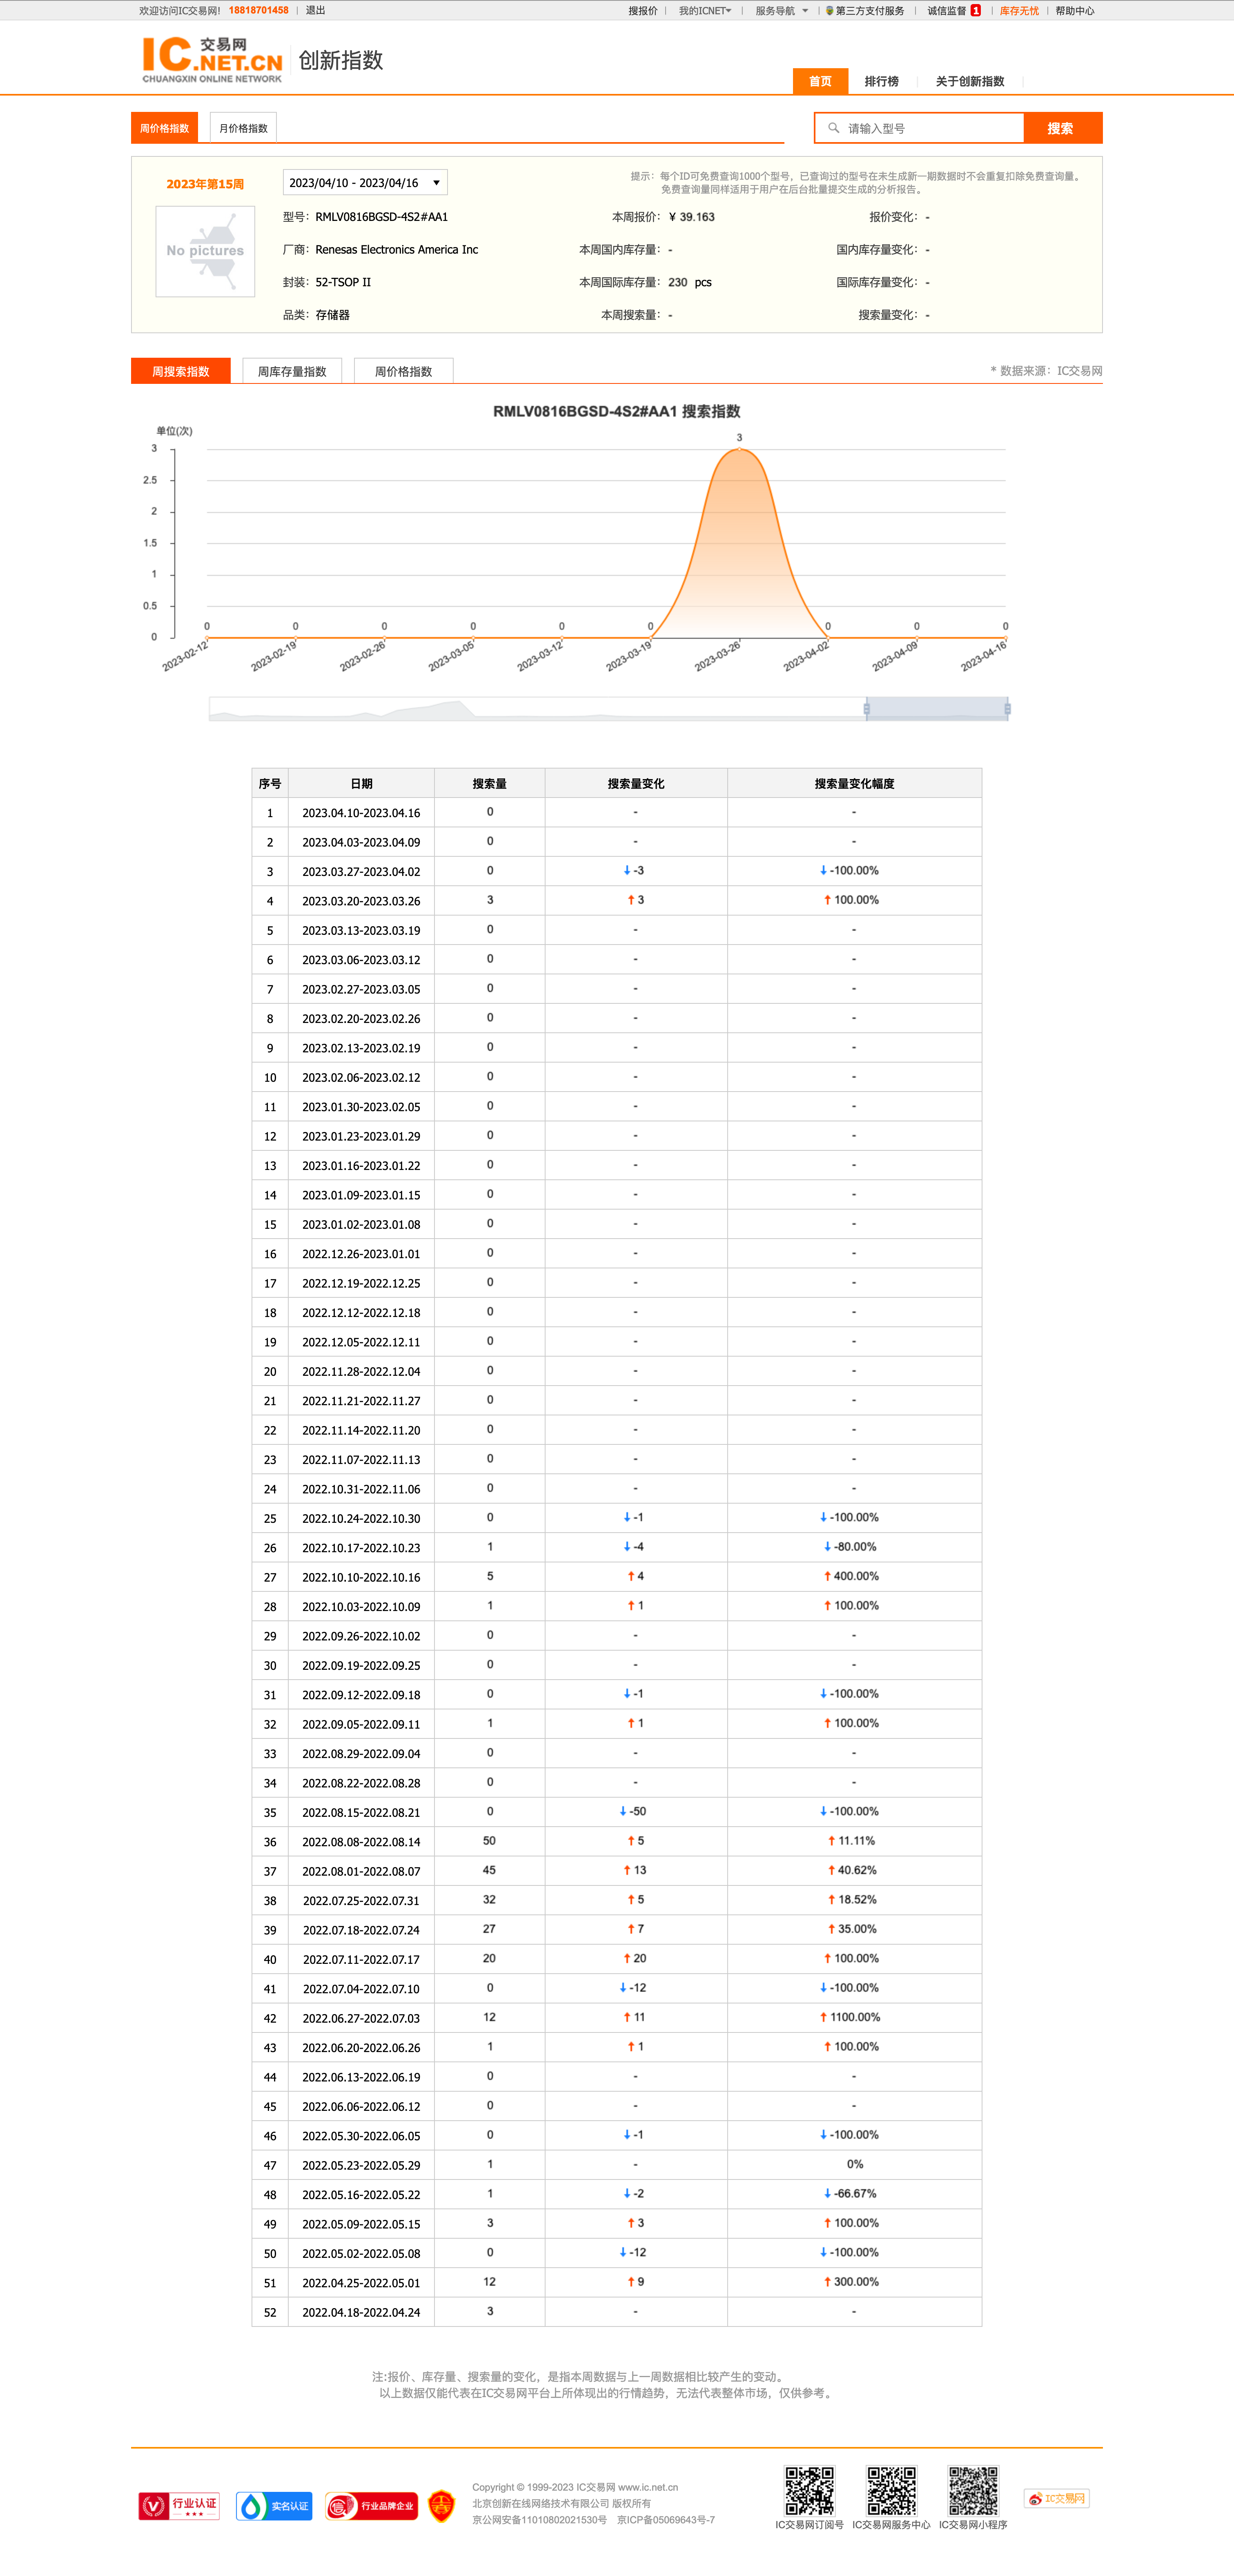 欢迎访问IC交易网! 18818701458 | 退出 搜报价 | 我的ICNET | 服务导航 | 第三方支付服务 | 诚信监督 1 | 库存无忧 | 帮助中心
IC 交易网 .NET.CN
CHUANGXIN ONLINE NETWORK
创新指数
首页 排行榜 关于创新指数
周价格指数 月价格指数 请输入型号 搜索
2023年第15周 2023/04/10 - 2023/04/16
提示：每个ID可免费查询1000个型号，已查询过的型号在未生成新一期数据时不会重复扣除免费查询量。
免费查询量同样适用于用户在后台批量提交生成的分析报告。
No pictures
型号：RMLV0816BGSD-4S2#AA1 本周报价：¥ 39.163 报价变化：-
厂商：Renesas Electronics America Inc 本周国内库存量：- 国内库存量变化：-
封装：52-TSOP II 本周国际库存量：230 pcs 国际库存量变化：-
品类：存储器 本周搜索量：- 搜索量变化：-
周搜索指数 周库存量指数 周价格指数 * 数据来源：IC交易网
RMLV0816BGSD-4S2#AA1 搜索指数
单位(次)
3
3
2.5
2
1.5
1
0.5
0
0 0 0 0 0 0 0 0 0
2023-02-12 2023-02-19 2023-02-26 2023-03-05 2023-03-12 2023-03-19 2023-03-26 2023-04-02 2023-04-09 2023-04-16
序号 日期 搜索量 搜索量变化 搜索量变化幅度
1 2023.04.10-2023.04.16 0 - -
2 2023.04.03-2023.04.09 0 - -
3 2023.03.27-2023.04.02 0 ↓ -3 ↓ -100.00%
4 2023.03.20-2023.03.26 3 ↑ 3 ↑ 100.00%
5 2023.03.13-2023.03.19 0 - -
6 2023.03.06-2023.03.12 0 - -
7 2023.02.27-2023.03.05 0 - -
8 2023.02.20-2023.02.26 0 - -
9 2023.02.13-2023.02.19 0 - -
10 2023.02.06-2023.02.12 0 - -
11 2023.01.30-2023.02.05 0 - -
12 2023.01.23-2023.01.29 0 - -
13 2023.01.16-2023.01.22 0 - -
14 2023.01.09-2023.01.15 0 - -
15 2023.01.02-2023.01.08 0 - -
16 2022.12.26-2023.01.01 0 - -
17 2022.12.19-2022.12.25 0 - -
18 2022.12.12-2022.12.18 0 - -
19 2022.12.05-2022.12.11 0 - -
20 2022.11.28-2022.12.04 0 - -
21 2022.11.21-2022.11.27 0 - -
22 2022.11.14-2022.11.20 0 - -
23 2022.11.07-2022.11.13 0 - -
24 2022.10.31-2022.11.06 0 - -
25 2022.10.24-2022.10.30 0 ↓ -1 ↓ -100.00%
26 2022.10.17-2022.10.23 1 ↓ -4 ↓ -80.00%
27 2022.10.10-2022.10.16 5 ↑ 4 ↑ 400.00%
28 2022.10.03-2022.10.09 1 ↑ 1 ↑ 100.00%
29 2022.09.26-2022.10.02 0 - -
30 2022.09.19-2022.09.25 0 - -
31 2022.09.12-2022.09.18 0 ↓ -1 ↓ -100.00%
32 2022.09.05-2022.09.11 1 ↑ 1 ↑ 100.00%
33 2022.08.29-2022.09.04 0 - -
34 2022.08.22-2022.08.28 0 - -
35 2022.08.15-2022.08.21 0 ↓ -50 ↓ -100.00%
36 2022.08.08-2022.08.14 50 ↑ 5 ↑ 11.11%
37 2022.08.01-2022.08.07 45 ↑ 13 ↑ 40.62%
38 2022.07.25-2022.07.31 32 ↑ 5 ↑ 18.52%
39 2022.07.18-2022.07.24 27 ↑ 7 ↑ 35.00%
40 2022.07.11-2022.07.17 20 ↑ 20 ↑ 100.00%
41 2022.07.04-2022.07.10 0 ↓ -12 ↓ -100.00%
42 2022.06.27-2022.07.03 12 ↑ 11 ↑ 1100.00%
43 2022.06.20-2022.06.26 1 ↑ 1 ↑ 100.00%
44 2022.06.13-2022.06.19 0 - -
45 2022.06.06-2022.06.12 0 - -
46 2022.05.30-2022.06.05 0 ↓ -1 ↓ -100.00%
47 2022.05.23-2022.05.29 1 - 0%
48 2022.05.16-2022.05.22 1 ↓ -2 ↓ -66.67%
49 2022.05.09-2022.05.15 3 ↑ 3 ↑ 100.00%
50 2022.05.02-2022.05.08 0 ↓ -12 ↓ -100.00%
51 2022.04.25-2022.05.01 12 ↑ 9 ↑ 300.00%
52 2022.04.18-2022.04.24 3 - -
注:报价、库存量、搜索量的变化，是指本周数据与上一周数据相比较产生的变动。
以上数据仅能代表在IC交易网平台上所体现出的行情趋势，无法代表整体市场，仅供参考。
行业认证 实名认证 行业品牌企业
Copyright © 1999-2023 IC交易网 www.ic.net.cn
北京创新在线网络技术有限公司 版权所有
京公网安备11010802021530号 京ICP备05069643号-7
IC交易网订阅号 IC交易网服务中心 IC交易网小程序
IC交易网